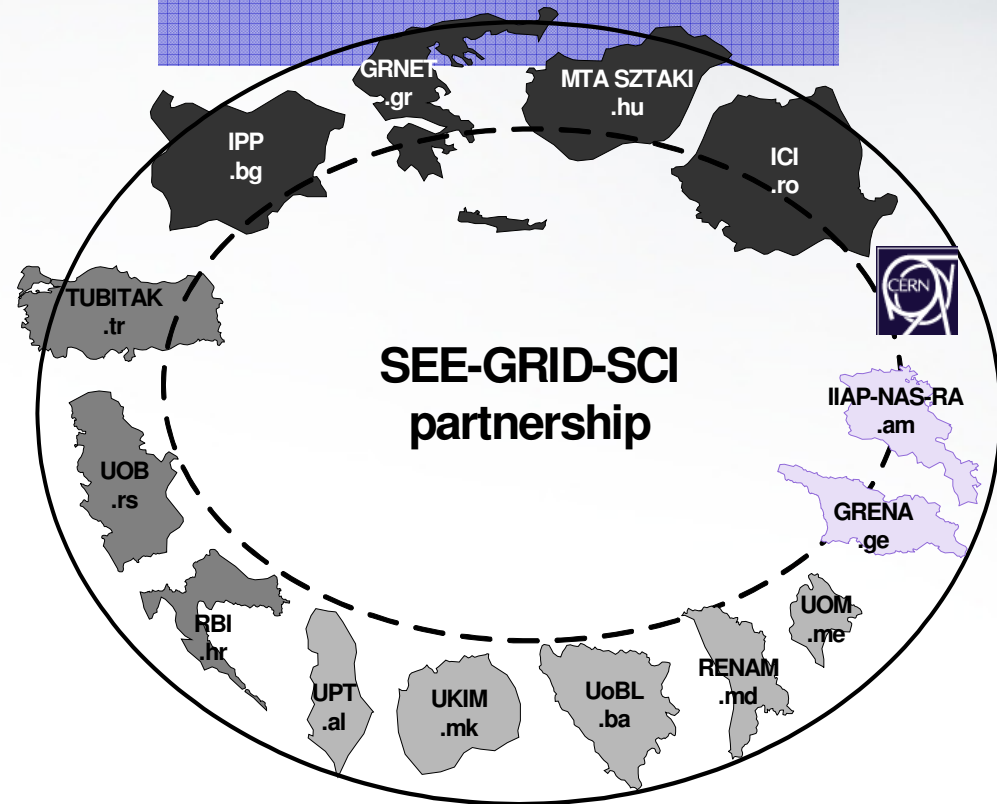 GRNET
.gr
MTA SZTAKI
.hu
IPP
.bg
ICI
.ro
CERN
TUBITAK
.tr
SEE-GRID-SCI
partnership
IIAP-NAS-RA
.am
UOB
.rs
GRENA
.ge
RBI
.hr
UOM
.me
UPT
.al
UKIM
.mk
UoBL
.ba
RENAM
.md